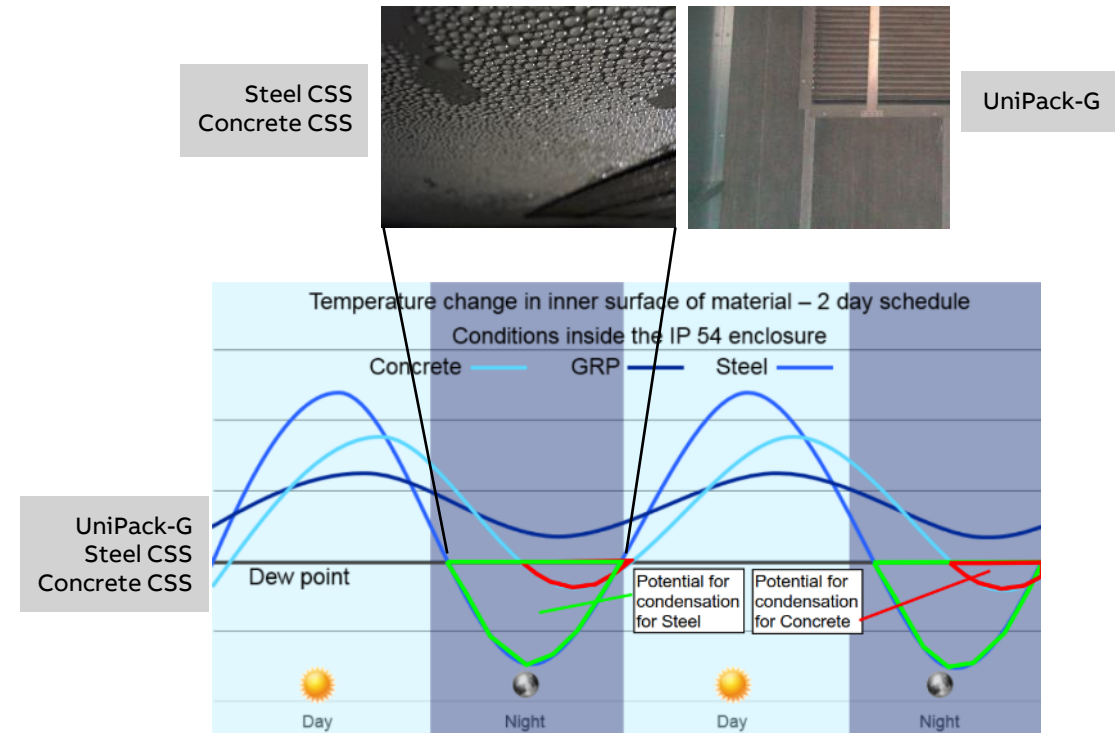 Steel CSS
Concrete CSS
UniPack-G
Temperature change in inner surface of material – 2 day schedule
Conditions inside the IP 54 enclosure
Concrete GRP Steel
UniPack-G
Steel CSS
Concrete CSS
Dew point
Potential for
condensation
for Steel
Potential for
condensation
for Concrete
Day Night Day Night